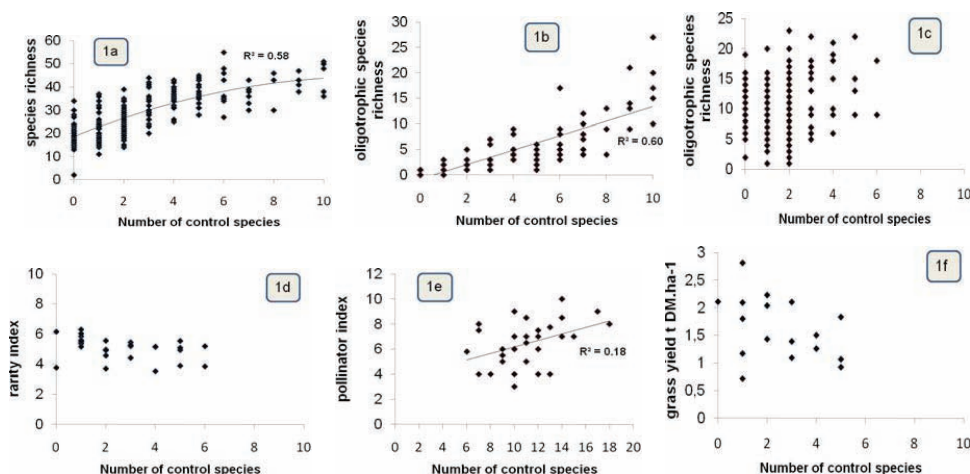 1a
species richness
60
50
40
30
20
10
0
R² = 0.58
0 2 4 6 8 10
Number of control species
1b
oligotrophic species
richness
30
25
20
15
10
5
0
R² = 0.60
0 2 4 6 8 10
Number of control species
1c
oligotrophic species
richness
25
20
15
10
5
0
0 2 4 6 8 10
Number of control species
1d
rarity index
10
8
6
4
2
0
0 2 4 6 8 10
Number of control species
1e
pollinator index
12
10
8
6
4
2
0
R² = 0.18
0 2 4 6 8 10 12 14 16 18 20
Number of control species
1f
grass yield t DM.ha-1
3
2,5
2
1,5
1
0,5
0
0 2 4 6 8 10
Number of control species